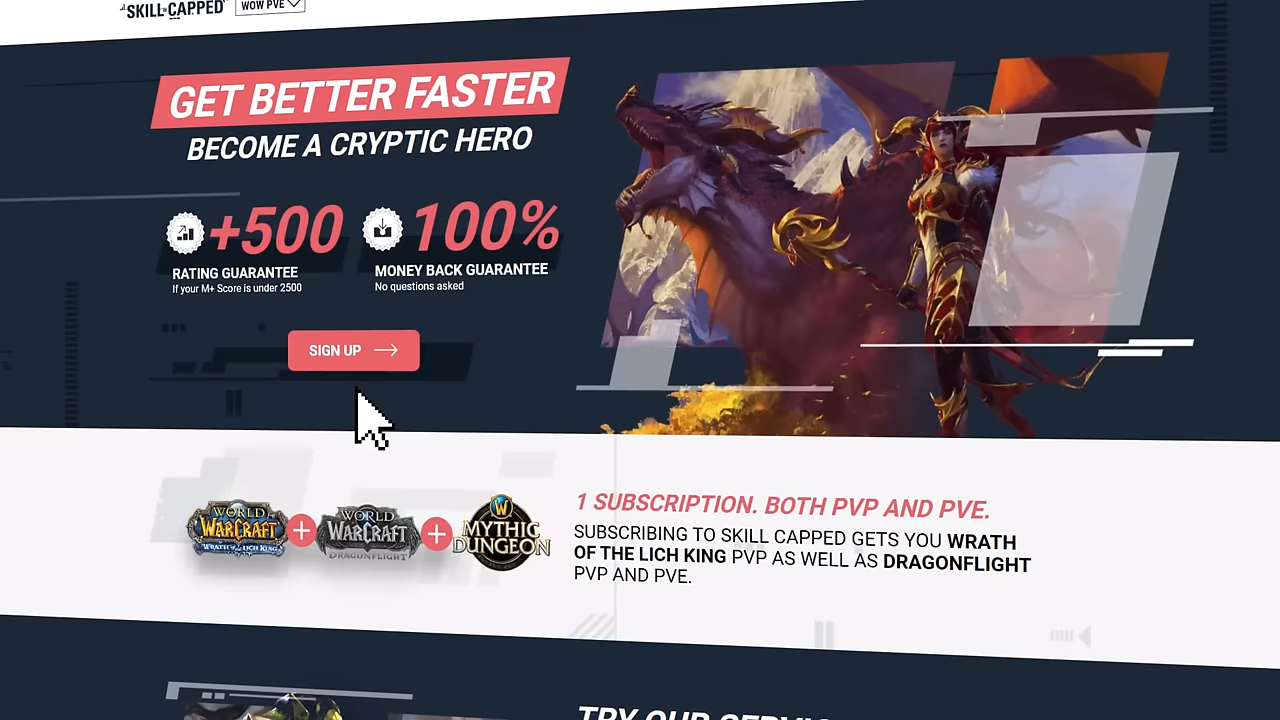 SKILL-CAPPED
WOW PVE
GET BETTER FASTER
BECOME A CRYPTIC HERO
+500
100%
RATING GUARANTEE
MONEY BACK GUARANTEE
If your M+ Score is under 2500
No questions asked
SIGN UP
WORLD
WARCRAFT
WRATH of the LICH KING
WORLD
WARCRAFT
DRAGONFLIGHT
W
MYTHIC
DUNGEON
1 SUBSCRIPTION. BOTH PVP AND PVE.
SUBSCRIBING TO SKILL CAPPED GETS YOU WRATH
OF THE LICH KING PVP AS WELL AS DRAGONFLIGHT
PVP AND PVE.
TRY OUR SERVICE